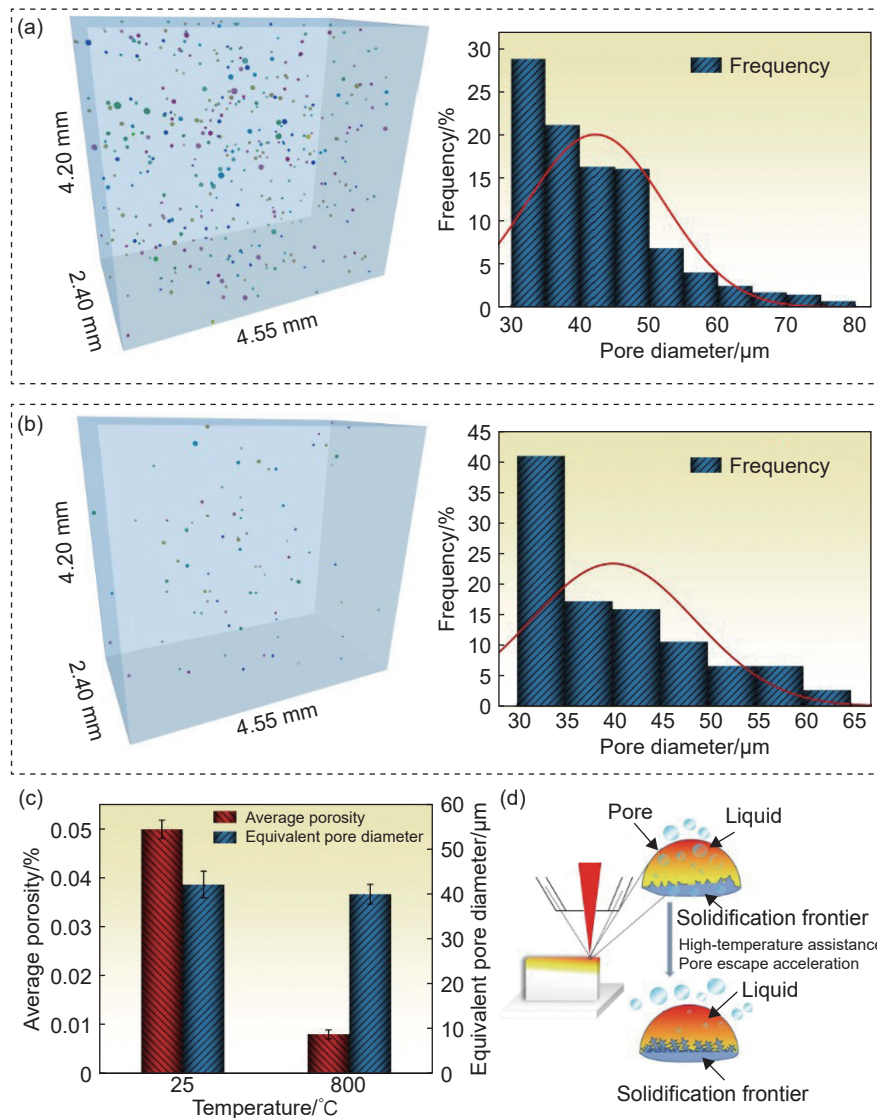 (a)
4.20 mm
2.40 mm
4.55 mm
Frequency/%
30
25
20
15
10
5
0
Frequency
30 40 50 60 70 80
Pore diameter/μm
(b)
4.20 mm
2.40 mm
4.55 mm
Frequency/%
45
40
35
30
25
20
15
10
5
0
Frequency
30 35 40 45 50 55 60 65
Pore diameter/μm
(c)
Average porosity/%
0.05
0.04
0.03
0.02
0.01
0
Average porosity
Equivalent pore diameter
60
50
40
30
20
10
0
Equivalent pore diameter/μm
25 800
Temperature/℃
(d)
Pore
Liquid
Solidification frontier
High-temperature assistance
Pore escape acceleration
Liquid
Solidification frontier